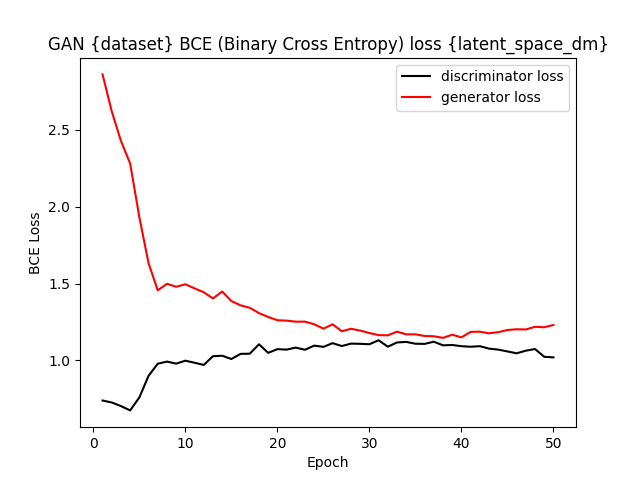 GAN {dataset} BCE (Binary Cross Entropy) loss {latent_space_dm}
discriminator loss
generator loss
2.5
2.0
1.5
1.0
BCE Loss
0
10
20
30
40
50
Epoch